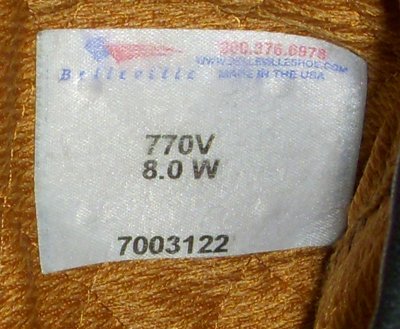 800.376.6978
WWW.BELLEVILLESHOE.COM
Belleville
MADE IN THE USA
770V
8.0 W
7003122